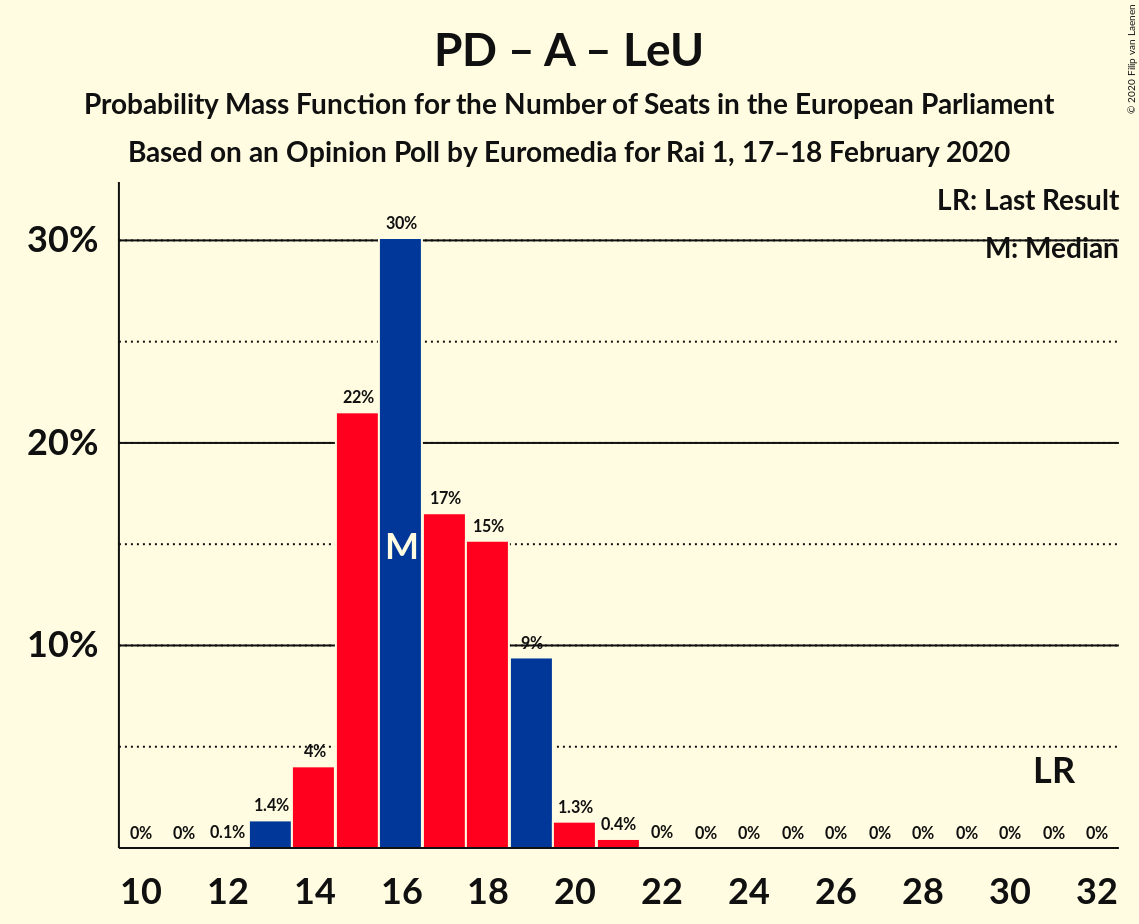 PD – A – LeU
Probability Mass Function for the Number of Seats in the European Parliament
Based on an Opinion Poll by Euromedia for Rai 1, 17–18 February 2020
© 2020 Filip van Laenen
LR: Last Result
M: Median
30%
20%
10%
0% 0% 0.1% 1.4% 4% 22% 30% 17% 15% 9% 1.3% 0.4% 0% 0% 0% 0% 0% 0% 0% 0% 0% 0% 0%
M
LR
10 12 14 16 18 20 22 24 26 28 30 32